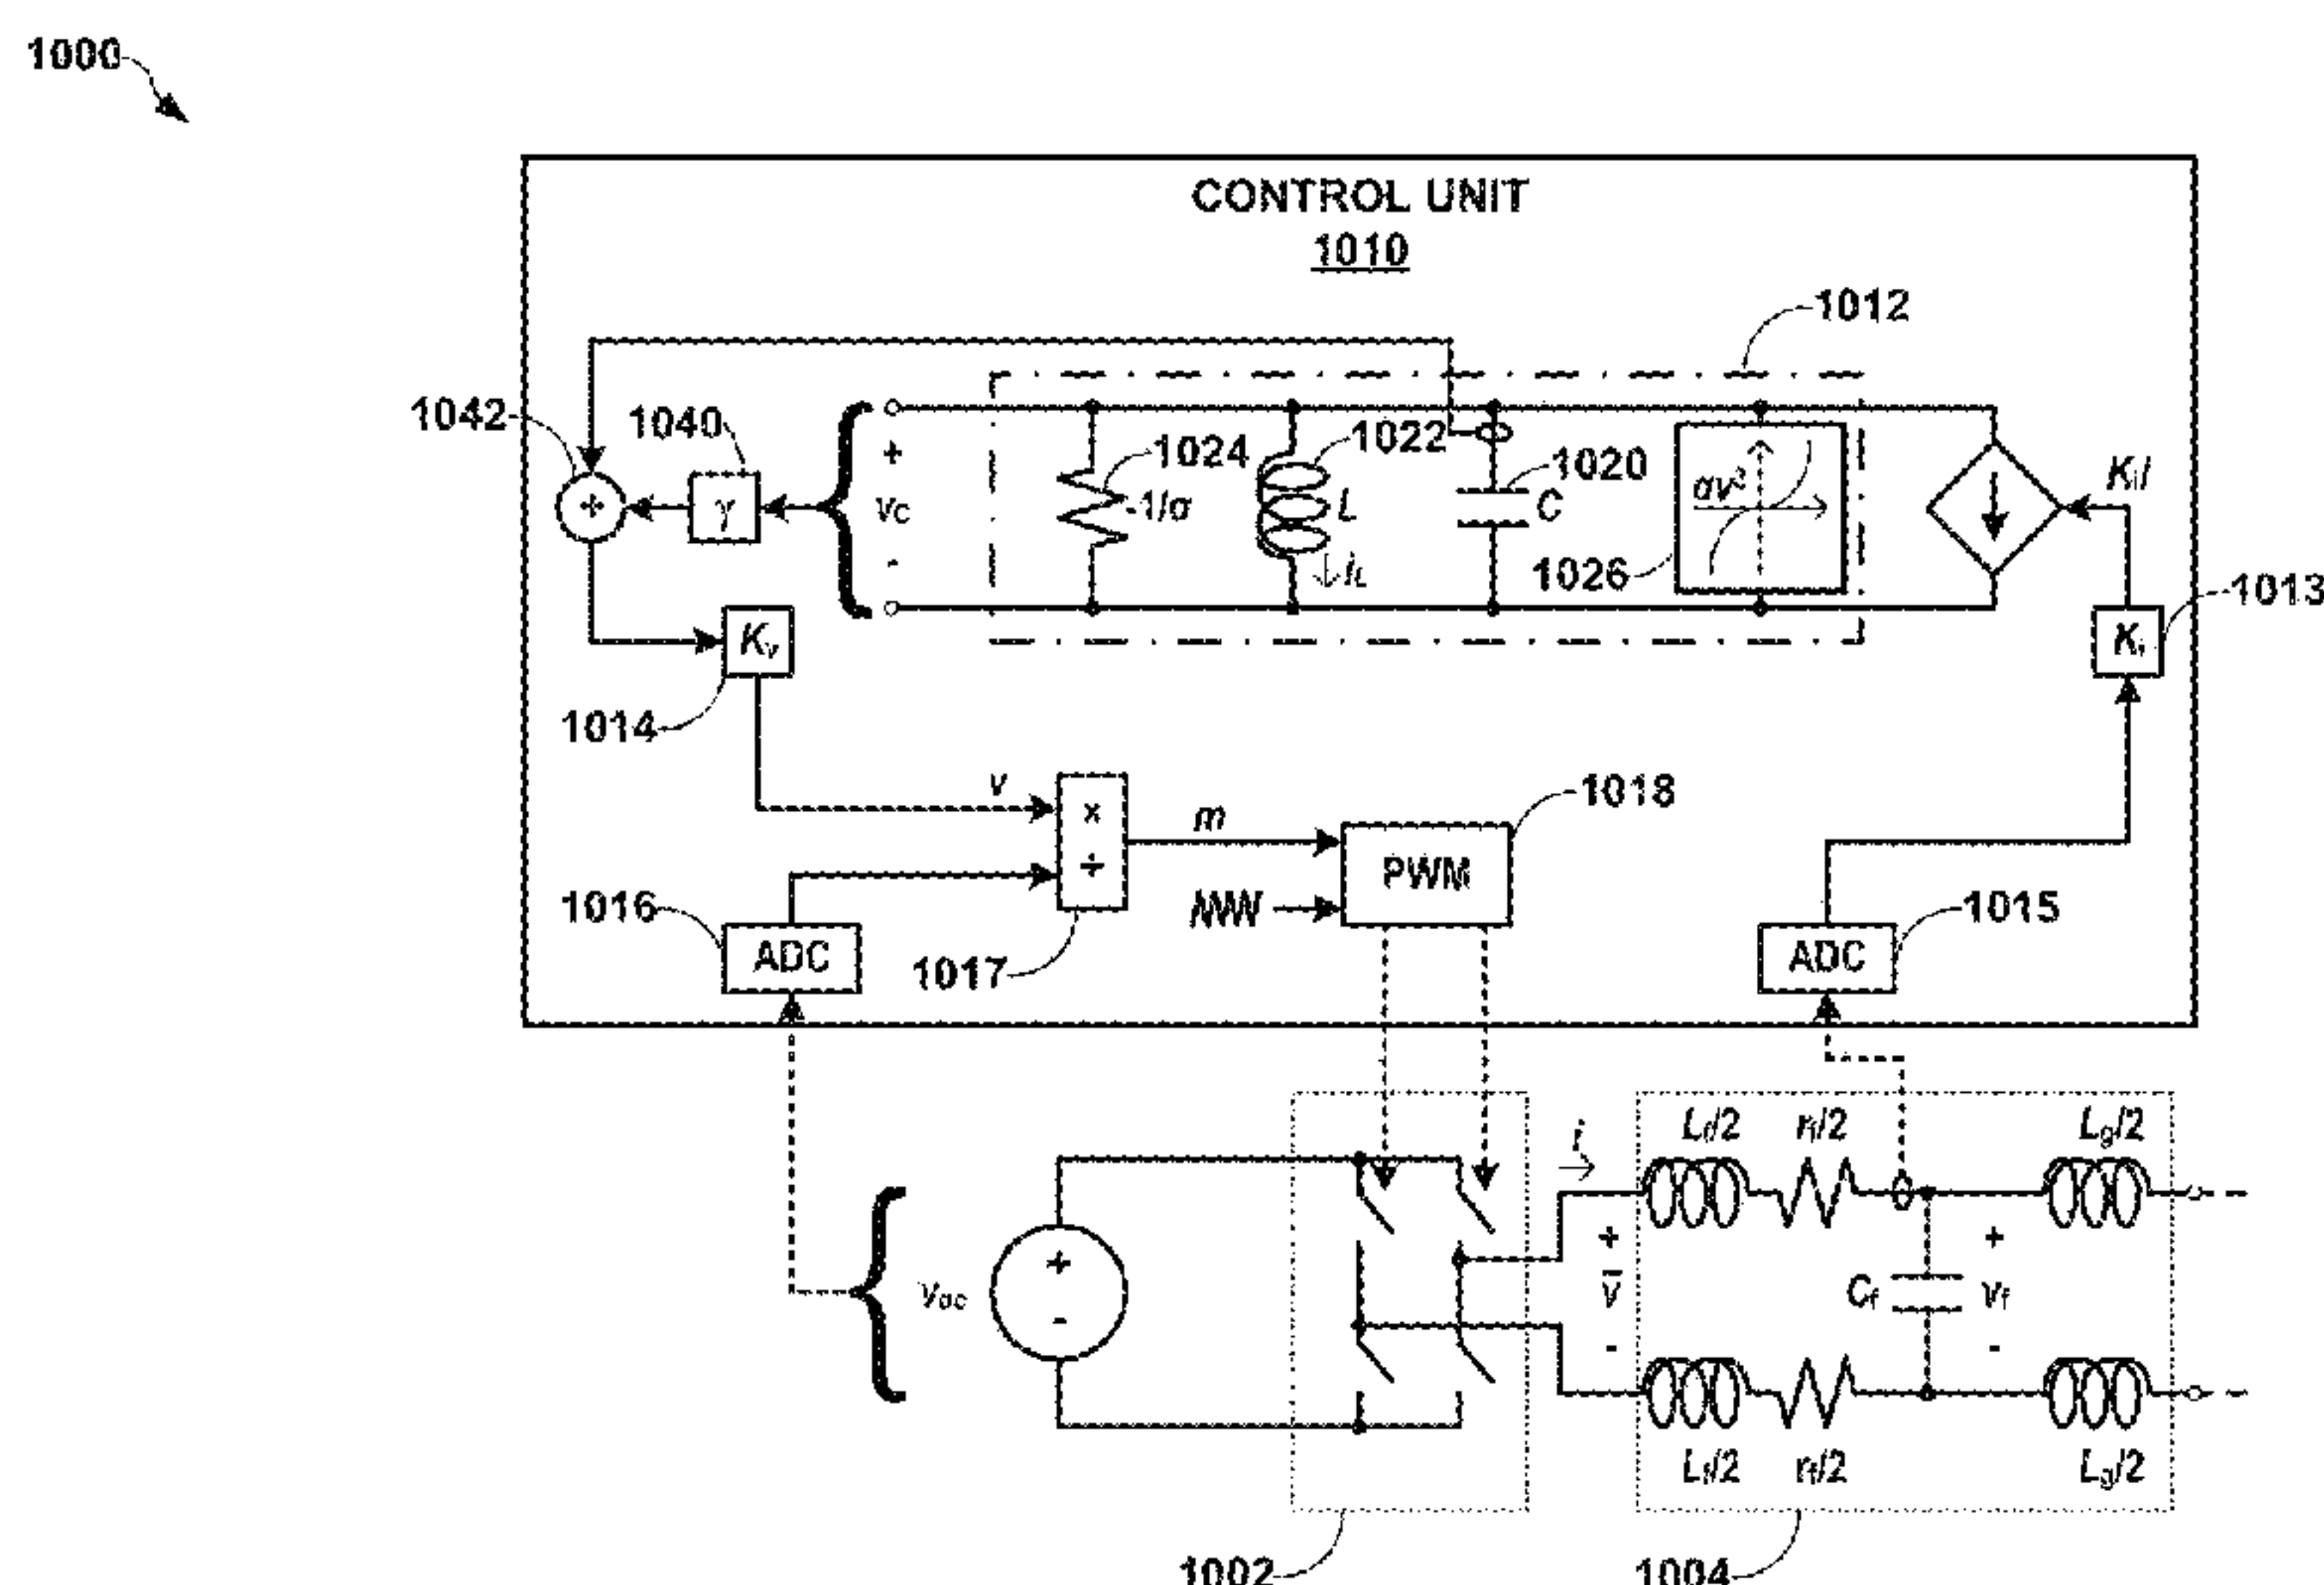 1000
CONTROL UNIT
1010
1012
1042
1040
1024
1022
1020
+
γ
+
vc
-
-1/σ
L
iL
C
αv³
1026
Kii
1013
Kv
Ki
1014
v
×
÷
m
1018
PWM
1016
ADC
1017
1015
ADC
i
Lf/2
rf/2
Lg/2
vdc
+
-
+
v̅
-
Cf
+
vf
-
Lf/2
rf/2
Lg/2
1002
1004